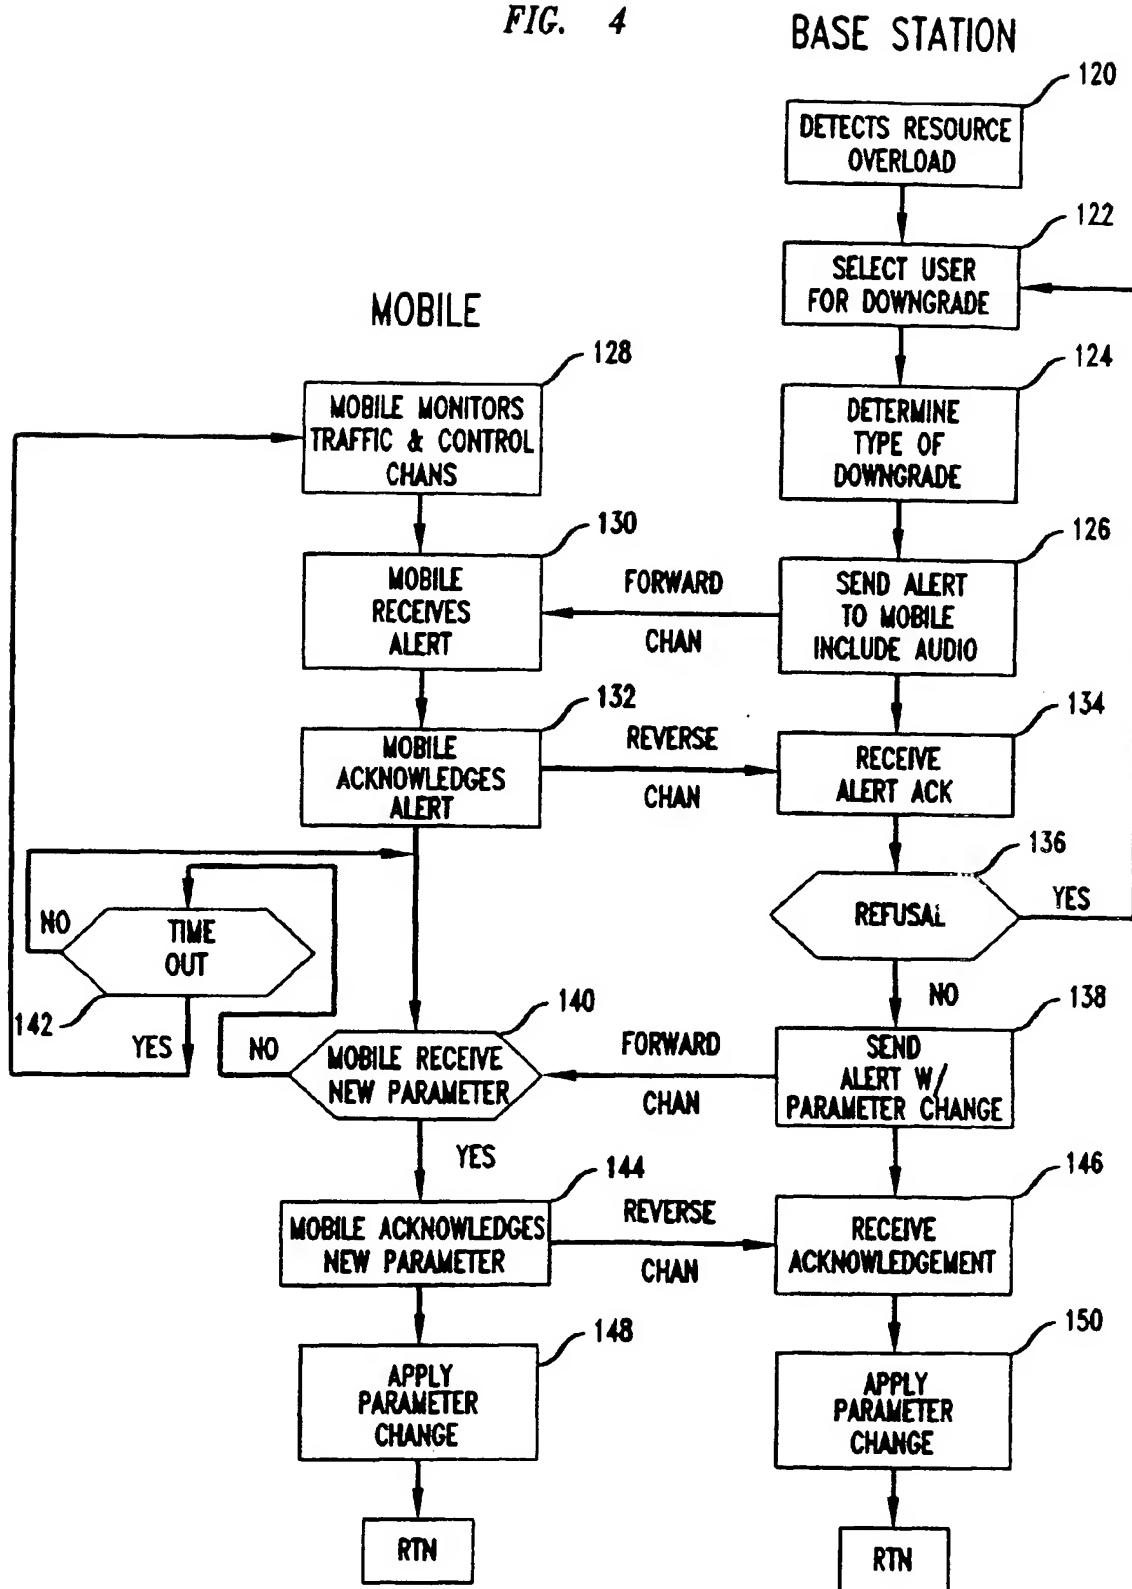 FIG. 4
BASE STATION
120
DETECTS RESOURCE
OVERLOAD
122
SELECT USER
FOR DOWNGRADE
MOBILE
128
124
MOBILE MONITORS
TRAFFIC & CONTROL
CHANS
DETERMINE
TYPE OF
DOWNGRADE
130
126
MOBILE
RECEIVES
ALERT
FORWARD
CHAN
SEND ALERT
TO MOBILE
INCLUDE AUDIO
132
134
MOBILE
ACKNOWLEDGES
ALERT
REVERSE
CHAN
RECEIVE
ALERT ACK
136
NO
TIME
OUT
REFUSAL
YES
142
YES
NO
140
NO
138
MOBILE RECEIVE
NEW PARAMETER
FORWARD
CHAN
SEND
ALERT W/
PARAMETER CHANGE
YES
144
146
MOBILE ACKNOWLEDGES
NEW PARAMETER
REVERSE
CHAN
RECEIVE
ACKNOWLEDGEMENT
148
150
APPLY
PARAMETER
CHANGE
APPLY
PARAMETER
CHANGE
RTN
RTN